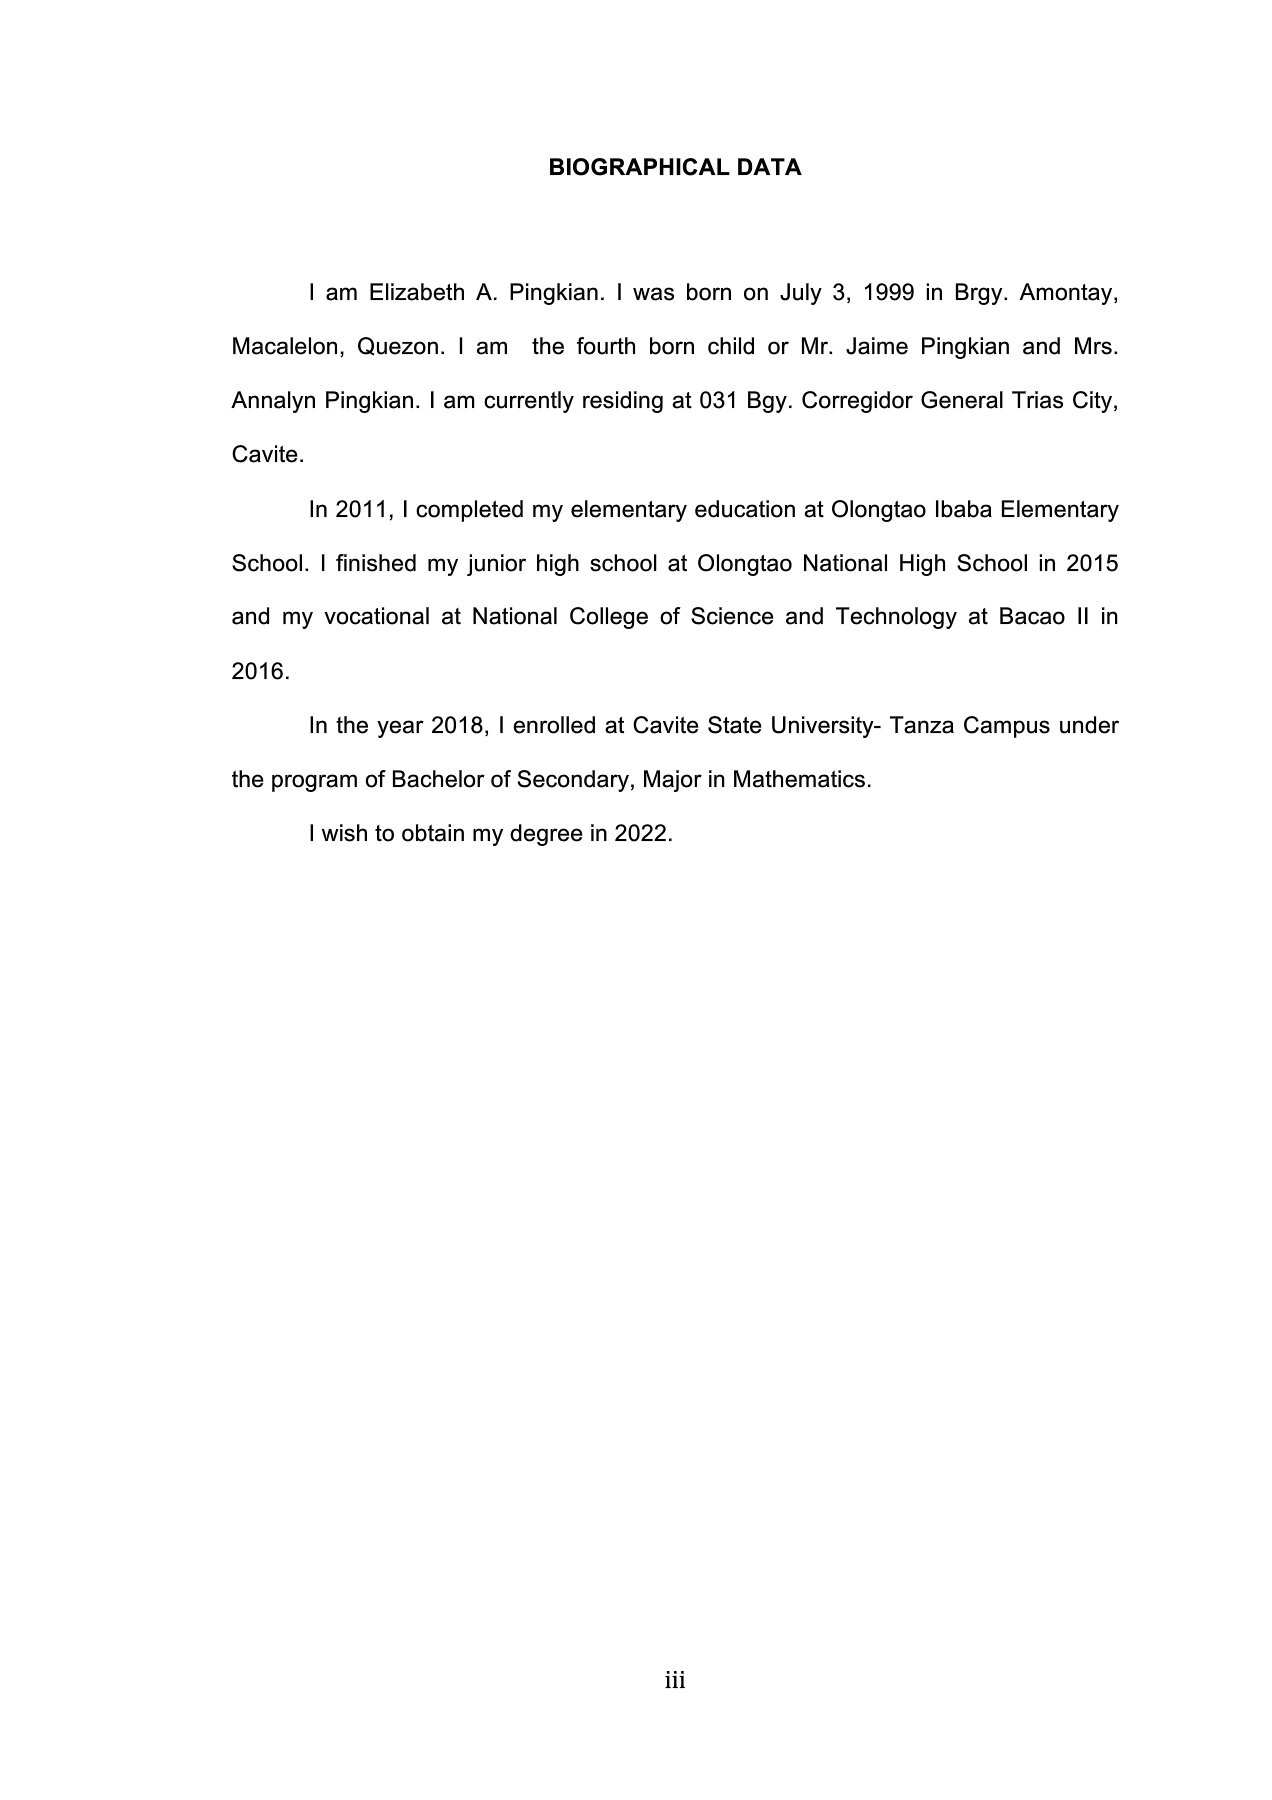 BIOGRAPHICAL DATA
I am Elizabeth A. Pingkian. I was born on July 3, 1999 in Brgy. Amontay,
Macalelon, Quezon. I am  the fourth born child or Mr. Jaime Pingkian and Mrs.
Annalyn Pingkian. I am currently residing at 031 Bgy. Corregidor General Trias City,
Cavite.
In 2011, I completed my elementary education at Olongtao Ibaba Elementary
School. I finished my junior high school at Olongtao National High School in 2015
and my vocational at National College of Science and Technology at Bacao II in
2016.
In the year 2018, I enrolled at Cavite State University- Tanza Campus under
the program of Bachelor of Secondary, Major in Mathematics.
I wish to obtain my degree in 2022.
iii